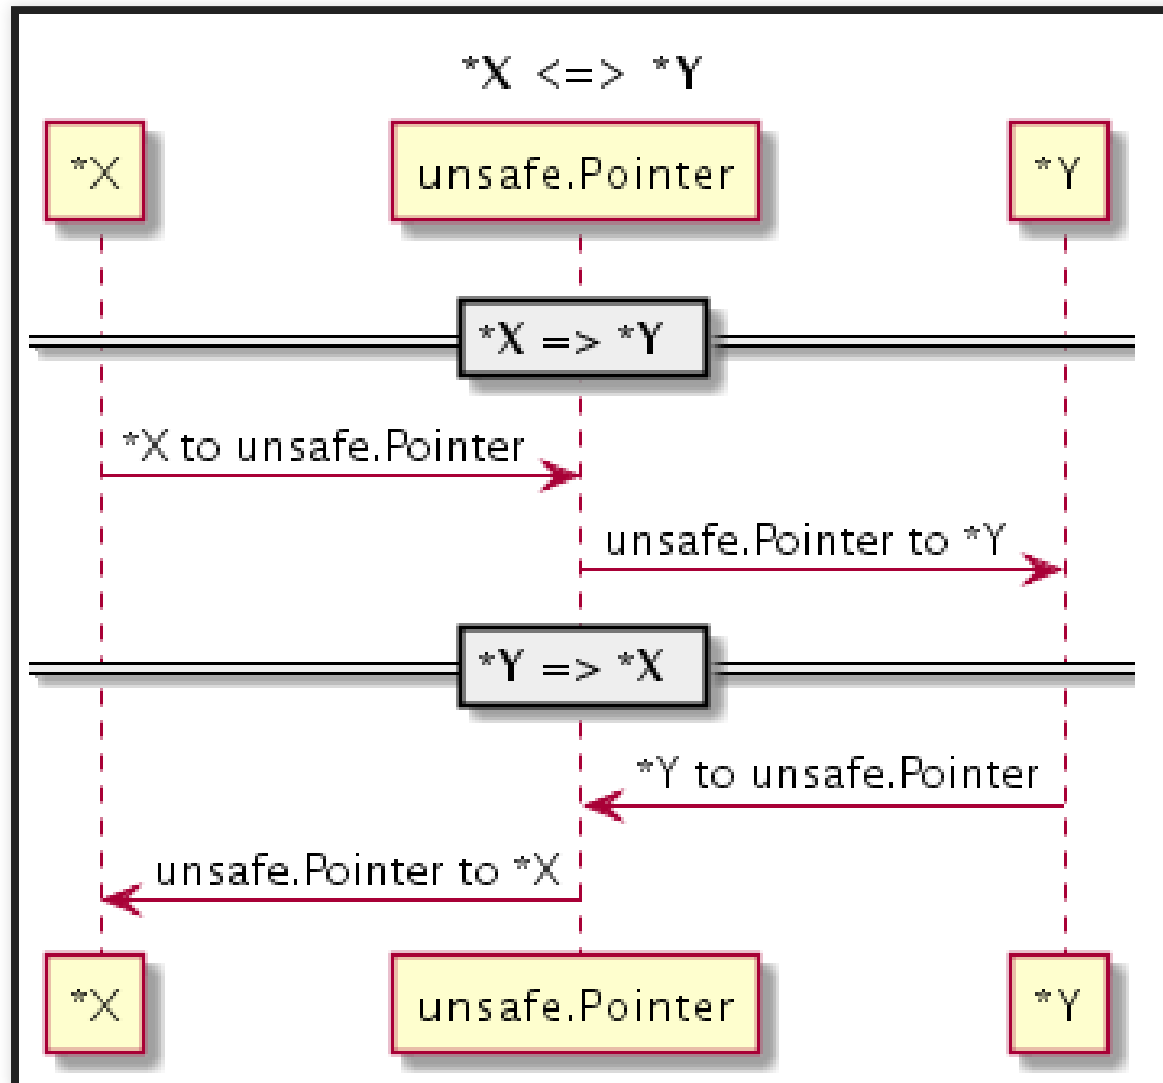 *X <=> *Y
*X
unsafe.Pointer
*Y
*X => *Y
*X to unsafe.Pointer
unsafe.Pointer to *Y
*Y => *X
*Y to unsafe.Pointer
unsafe.Pointer to *X
*X
unsafe.Pointer
*Y